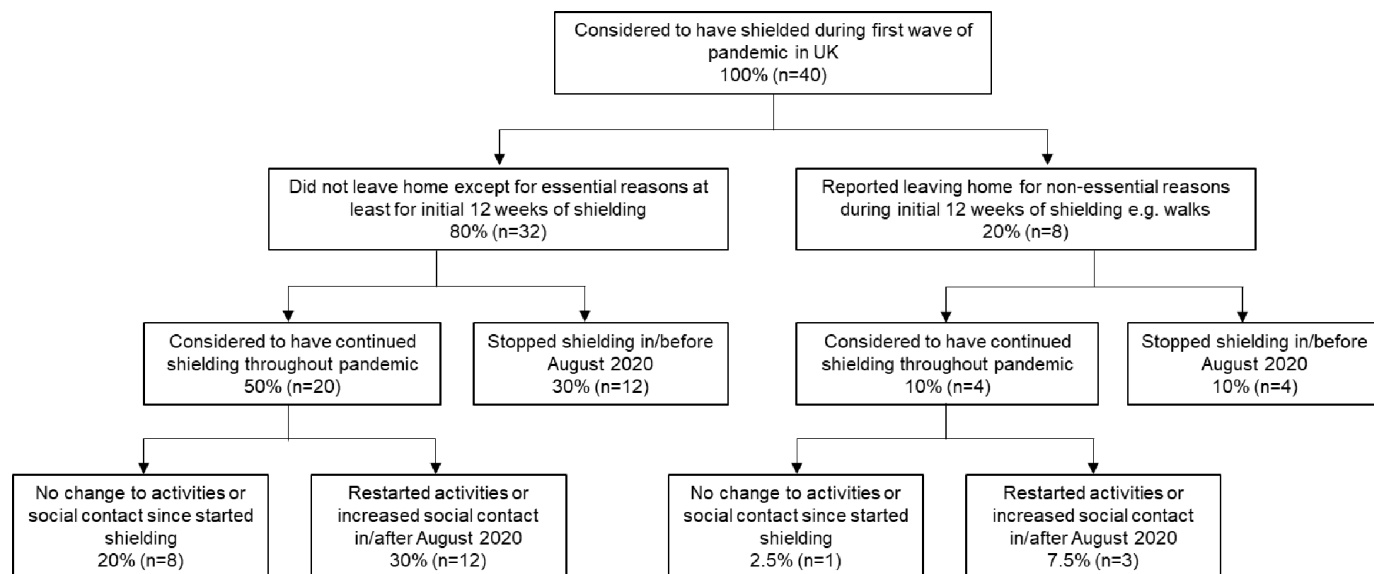 Considered to have shielded during first wave of
pandemic in UK
100% (n=40)
Did not leave home except for essential reasons at
least for initial 12 weeks of shielding
80% (n=32)
Reported leaving home for non-essential reasons
during initial 12 weeks of shielding e.g. walks
20% (n=8)
Considered to have continued
shielding throughout pandemic
50% (n=20)
Stopped shielding in/before
August 2020
30% (n=12)
Considered to have continued
shielding throughout pandemic
10% (n=4)
Stopped shielding in/before
August 2020
10% (n=4)
No change to activities or
social contact since started
shielding
20% (n=8)
Restarted activities or
increased social contact
in/after August 2020
30% (n=12)
No change to activities or
social contact since started
shielding
2.5% (n=1)
Restarted activities or
increased social contact
in/after August 2020
7.5% (n=3)